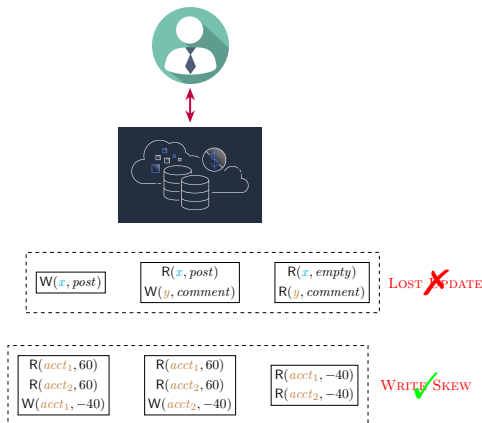 W(x, post)
R(x, post)
W(y, comment)
R(x, empty)
R(y, comment)
LOST UPDATE
R(acct₁, 60)
R(acct₂, 60)
W(acct₁, −40)
R(acct₁, 60)
R(acct₂, 60)
W(acct₂, −40)
R(acct₁, −40)
R(acct₂, −40)
WRITE SKEW